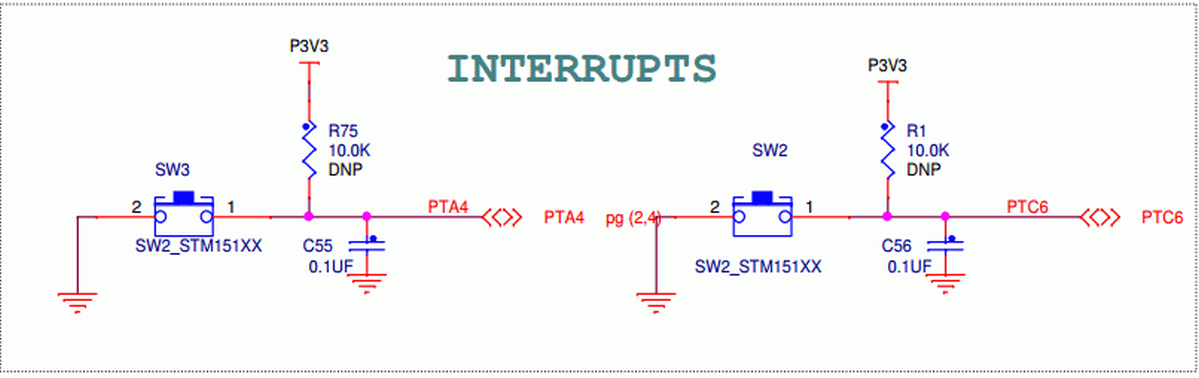 INTERRUPTS
P3V3
R75
10.0K
DNP
SW3
2
1
SW2_STM151XX
C55
0.1UF
PTA4
PTA4
pg (2,4)
P3V3
R1
10.0K
DNP
SW2
2
1
SW2_STM151XX
C56
0.1UF
PTC6
PTC6